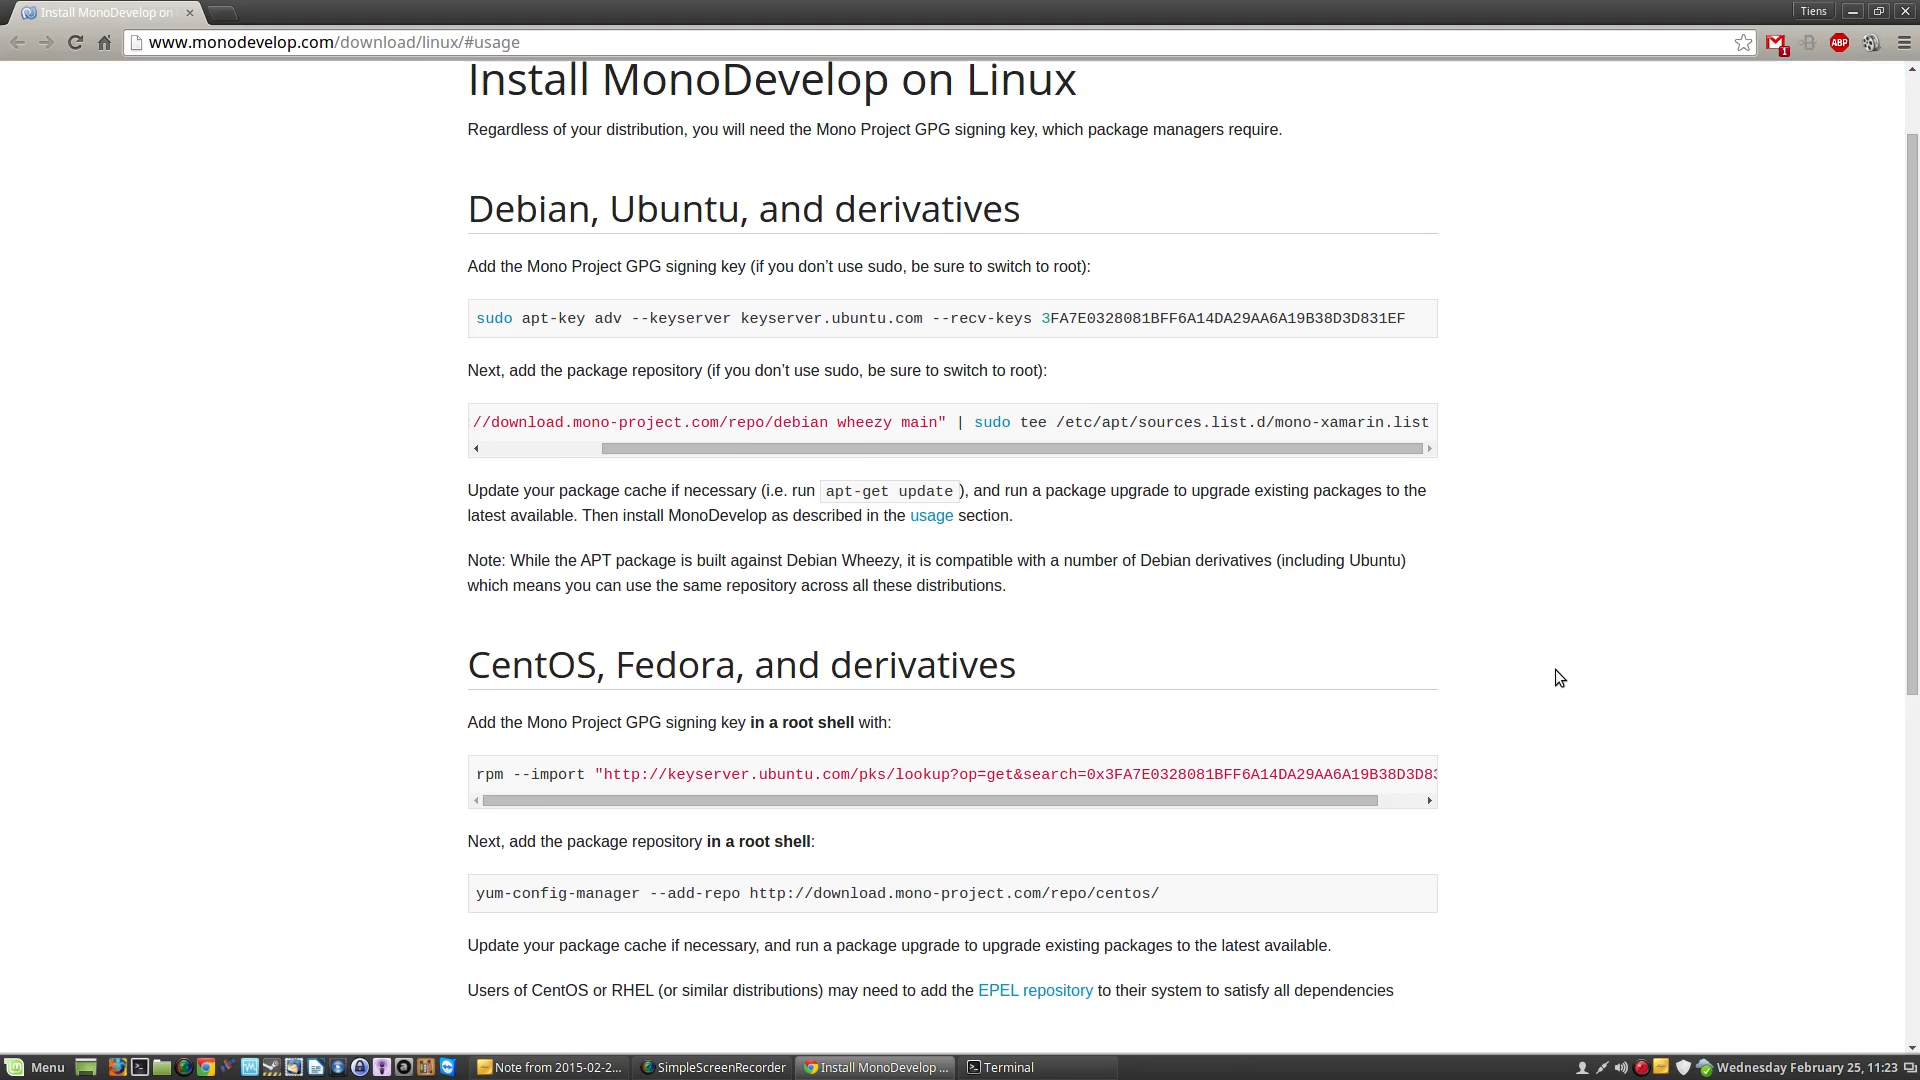 Install MonoDevelop on
Tiens
www.monodevelop.com/download/linux/#usage
1
ABP
Install MonoDevelop on Linux
Regardless of your distribution, you will need the Mono Project GPG signing key, which package managers require.
Debian, Ubuntu, and derivatives
Add the Mono Project GPG signing key (if you don’t use sudo, be sure to switch to root):
sudo apt-key adv --keyserver keyserver.ubuntu.com --recv-keys 3FA7E0328081BFF6A14DA29AA6A19B38D3D831EF
Next, add the package repository (if you don’t use sudo, be sure to switch to root):
//download.mono-project.com/repo/debian wheezy main" | sudo tee /etc/apt/sources.list.d/mono-xamarin.list
Update your package cache if necessary (i.e. run apt-get update), and run a package upgrade to upgrade existing packages to the
latest available. Then install MonoDevelop as described in the usage section.
Note: While the APT package is built against Debian Wheezy, it is compatible with a number of Debian derivatives (including Ubuntu)
which means you can use the same repository across all these distributions.
CentOS, Fedora, and derivatives
Add the Mono Project GPG signing key in a root shell with:
rpm --import "http://keyserver.ubuntu.com/pks/lookup?op=get&search=0x3FA7E0328081BFF6A14DA29AA6A19B38D3D83
Next, add the package repository in a root shell:
yum-config-manager --add-repo http://download.mono-project.com/repo/centos/
Update your package cache if necessary, and run a package upgrade to upgrade existing packages to the latest available.
Users of CentOS or RHEL (or similar distributions) may need to add the EPEL repository to their system to satisfy all dependencies
Menu
Note from 2015-02-2...
SimpleScreenRecorder
Install MonoDevelop ...
Terminal
Wednesday February 25, 11:23